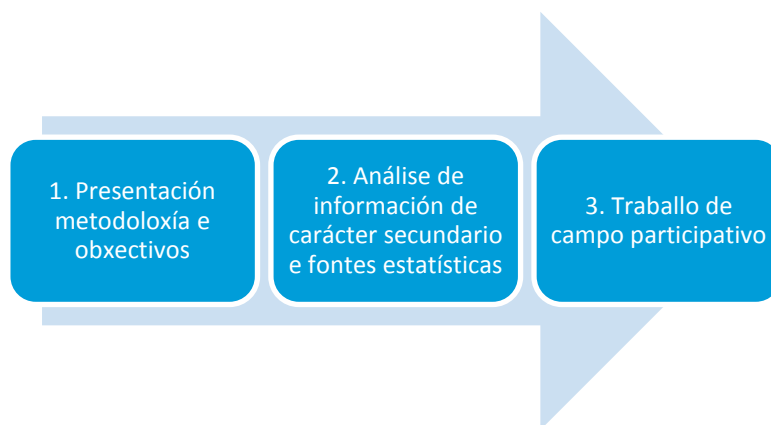 1. Presentación
metodoloxía e
obxectivos
2. Análise de
información de
carácter secundario
e fontes estatísticas
3. Traballo de
campo participativo